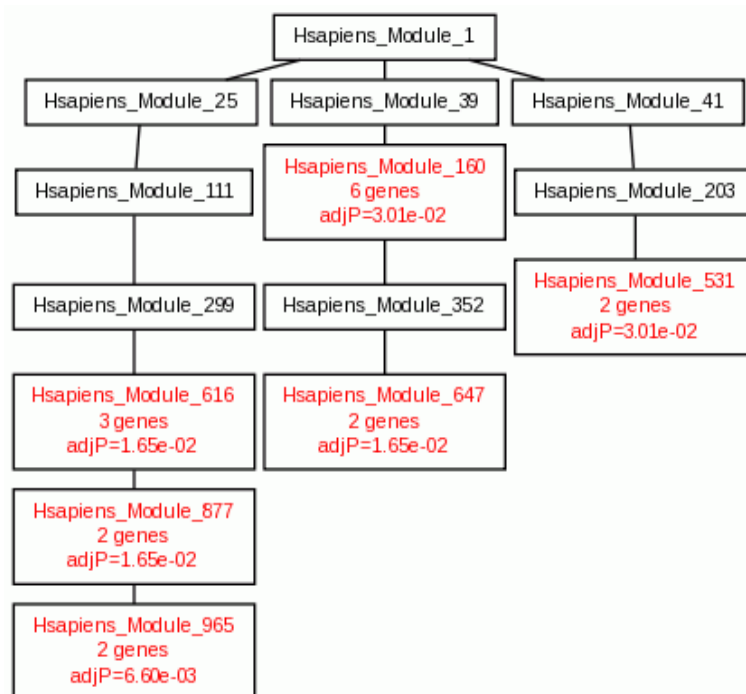 Hsapiens_Module_1
Hsapiens_Module_25
Hsapiens_Module_39
Hsapiens_Module_41
Hsapiens_Module_111
Hsapiens_Module_160
6 genes
adjP=3.01e-02
Hsapiens_Module_203
Hsapiens_Module_299
Hsapiens_Module_352
Hsapiens_Module_531
2 genes
adjP=3.01e-02
Hsapiens_Module_616
3 genes
adjP=1.65e-02
Hsapiens_Module_647
2 genes
adjP=1.65e-02
Hsapiens_Module_877
2 genes
adjP=1.65e-02
Hsapiens_Module_965
2 genes
adjP=6.60e-03